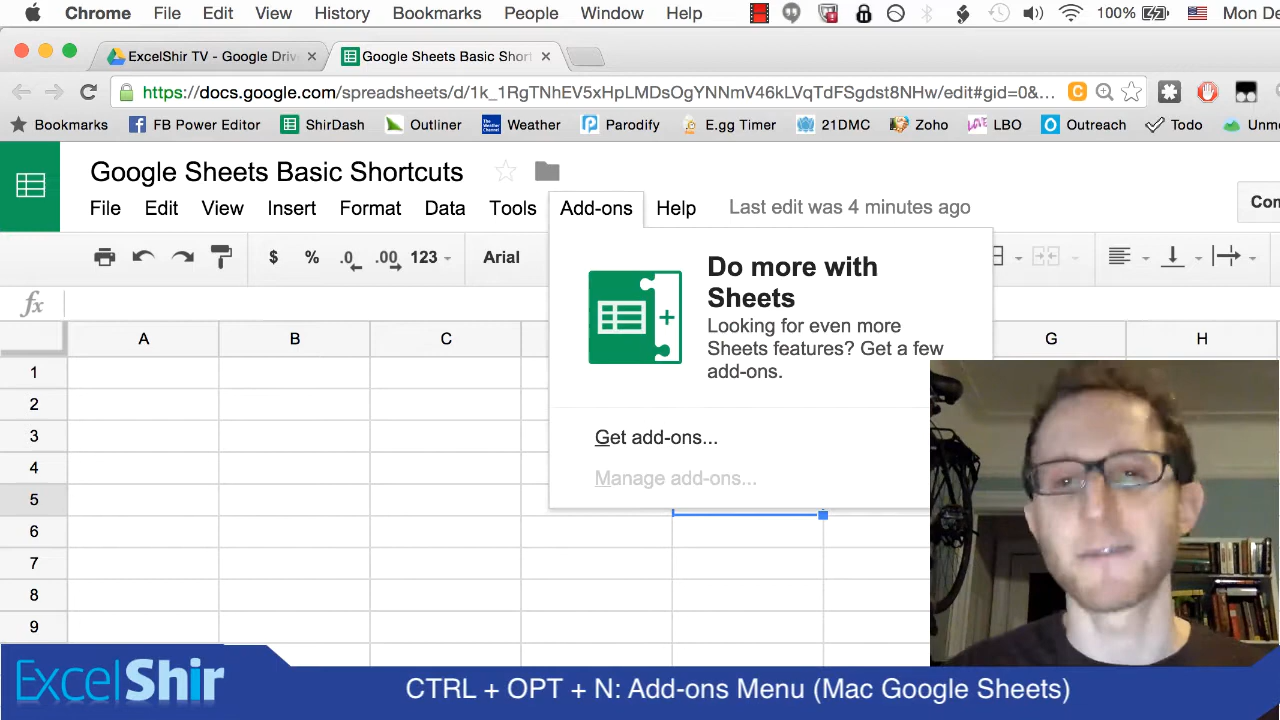 Chrome File Edit View History Bookmarks People Window Help 100% Mon De
ExcelShir TV - Google Driv Google Sheets Basic Short
https://docs.google.com/spreadsheets/d/1k_1RgTNhEV5xHpLMDsOgYNNmV46kLVqTdFSgdst8NHw/edit#gid=0&... C
Bookmarks FB Power Editor ShirDash Outliner Weather Parodify E.gg Timer 21DMC Zoho LBO Outreach Todo Unm
Google Sheets Basic Shortcuts
File Edit View Insert Format Data Tools Add-ons Help Last edit was 4 minutes ago Con
$ % .0 .00 123 Arial
Do more with
Sheets
Looking for even more
Sheets features? Get a few
add-ons.
Get add-ons...
Manage add-ons...
fx
A B C G H
1
2
3
4
5
6
7
8
9
ExcelShir
CTRL + OPT + N: Add-ons Menu (Mac Google Sheets)